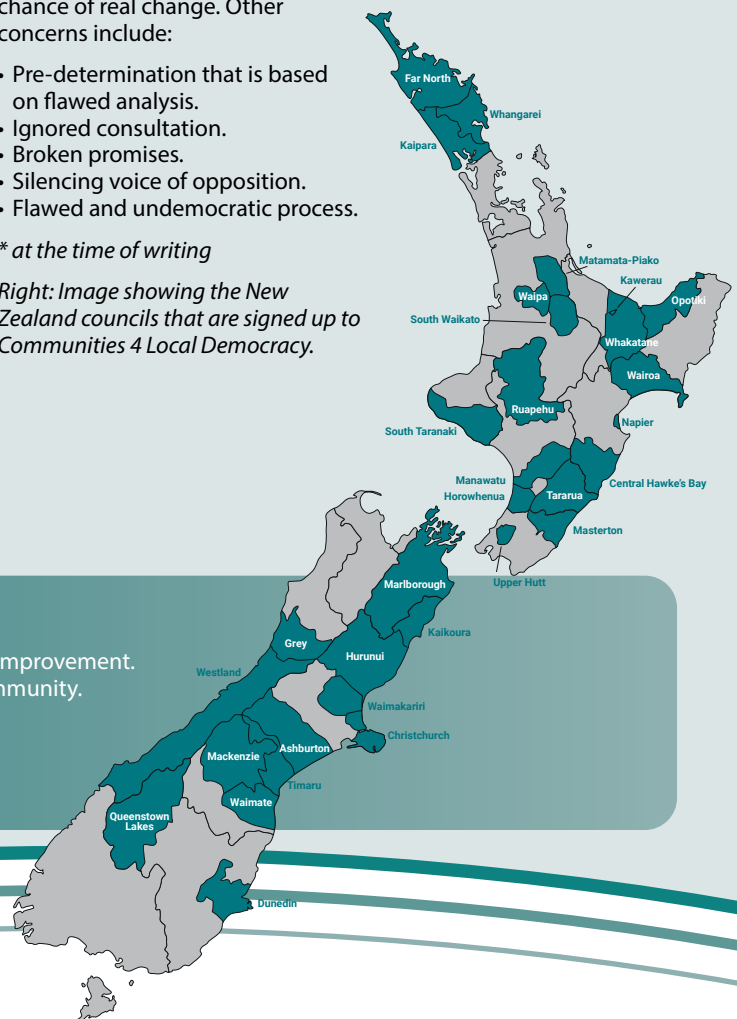 chance of real change. Other
concerns include:
• Pre-determination that is based
on flawed analysis.
• Ignored consultation.
• Broken promises.
• Silencing voice of opposition.
• Flawed and undemocratic process.
* at the time of writing
Right: Image showing the New
Zealand councils that are signed up to
Communities 4 Local Democracy.
Far North
Whangarei
Kaipara
Matamata-Piako
Kawerau
Waipa
Opotiki
South Waikato
Whakatane
Wairoa
Ruapehu
Napier
South Taranaki
Manawatu
Central Hawke's Bay
Horowhenua
Tararua
Masterton
Upper Hutt
Marlborough
Kaikoura
Grey
Hurunui
mprovement.
Westland
nmunity.
Waimakariri
Christchurch
Ashburton
Mackenzie
Timaru
Waimate
Queenstown
Lakes
Dunedin